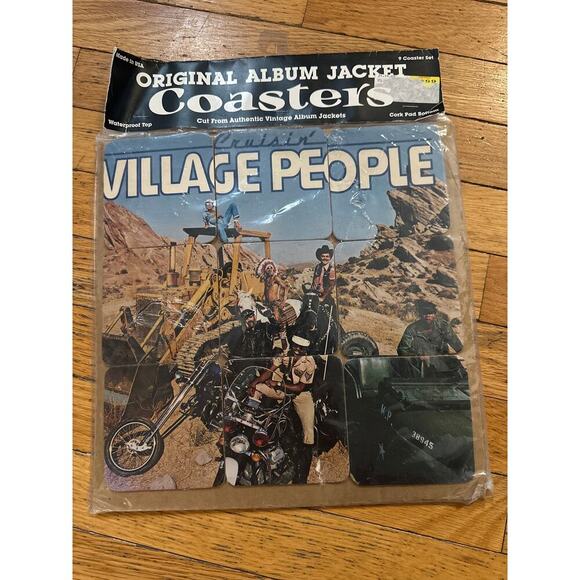 Made in USA
9 Coaster Set
ORIGINAL ALBUM JACKET
Coasters
Waterproof Top
Cut From Authentic Vintage Album Jackets
Cork Pad Bottom
Cruisin'
VILLAGE PEOPLE
M.P.
38945